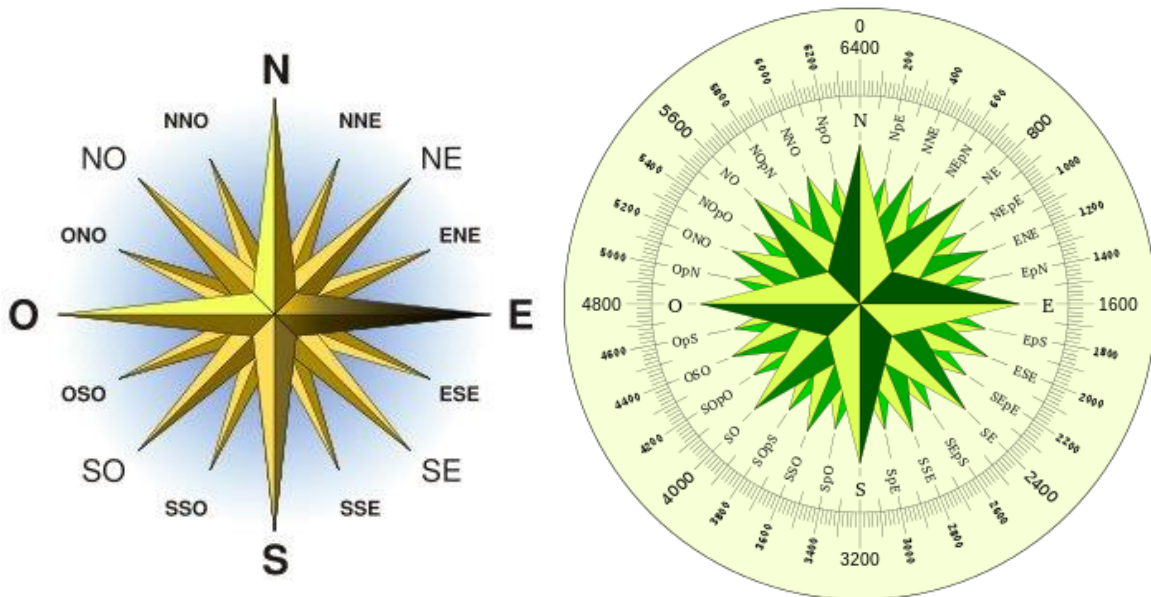 N
NNO
NNE
NO
NE
ONO
ENE
O
E
OSO
ESE
SO
SE
SSO
SSE
S
0
6400
200
400
600
800
1000
1200
1400
1600
1800
2000
2200
2400
2600
2800
3000
3200
3400
3600
3800
4000
4200
4400
4600
4800
5000
5200
5400
5600
5800
6000
6200
N
NpE
NNE
NEpN
NE
NEpE
ENE
EpN
E
EpS
ESE
SEpE
SE
SEpS
SSE
SpE
S
SpO
SSO
SOpS
SO
SOpO
OSO
OpS
O
OpN
ONO
NOpO
NO
NOpN
NNO
NpO